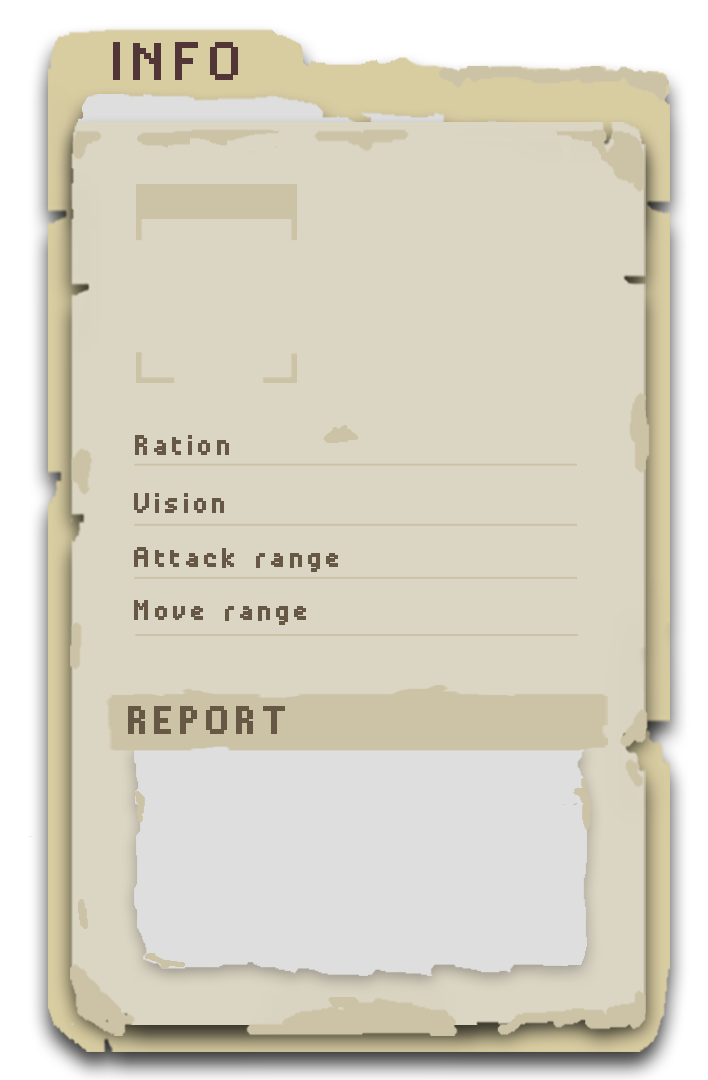 INFO
Ration
Vision
Attack range
Move range
REPORT